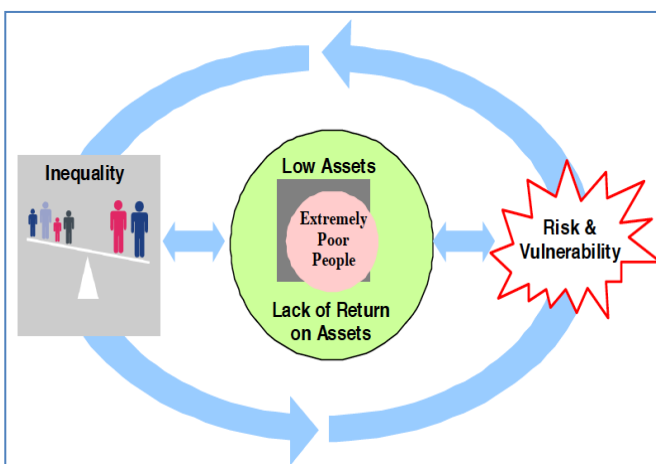 Inequality
Low Assets
Extremely
Poor
People
Lack of Return
on Assets
Risk &
Vulnerability